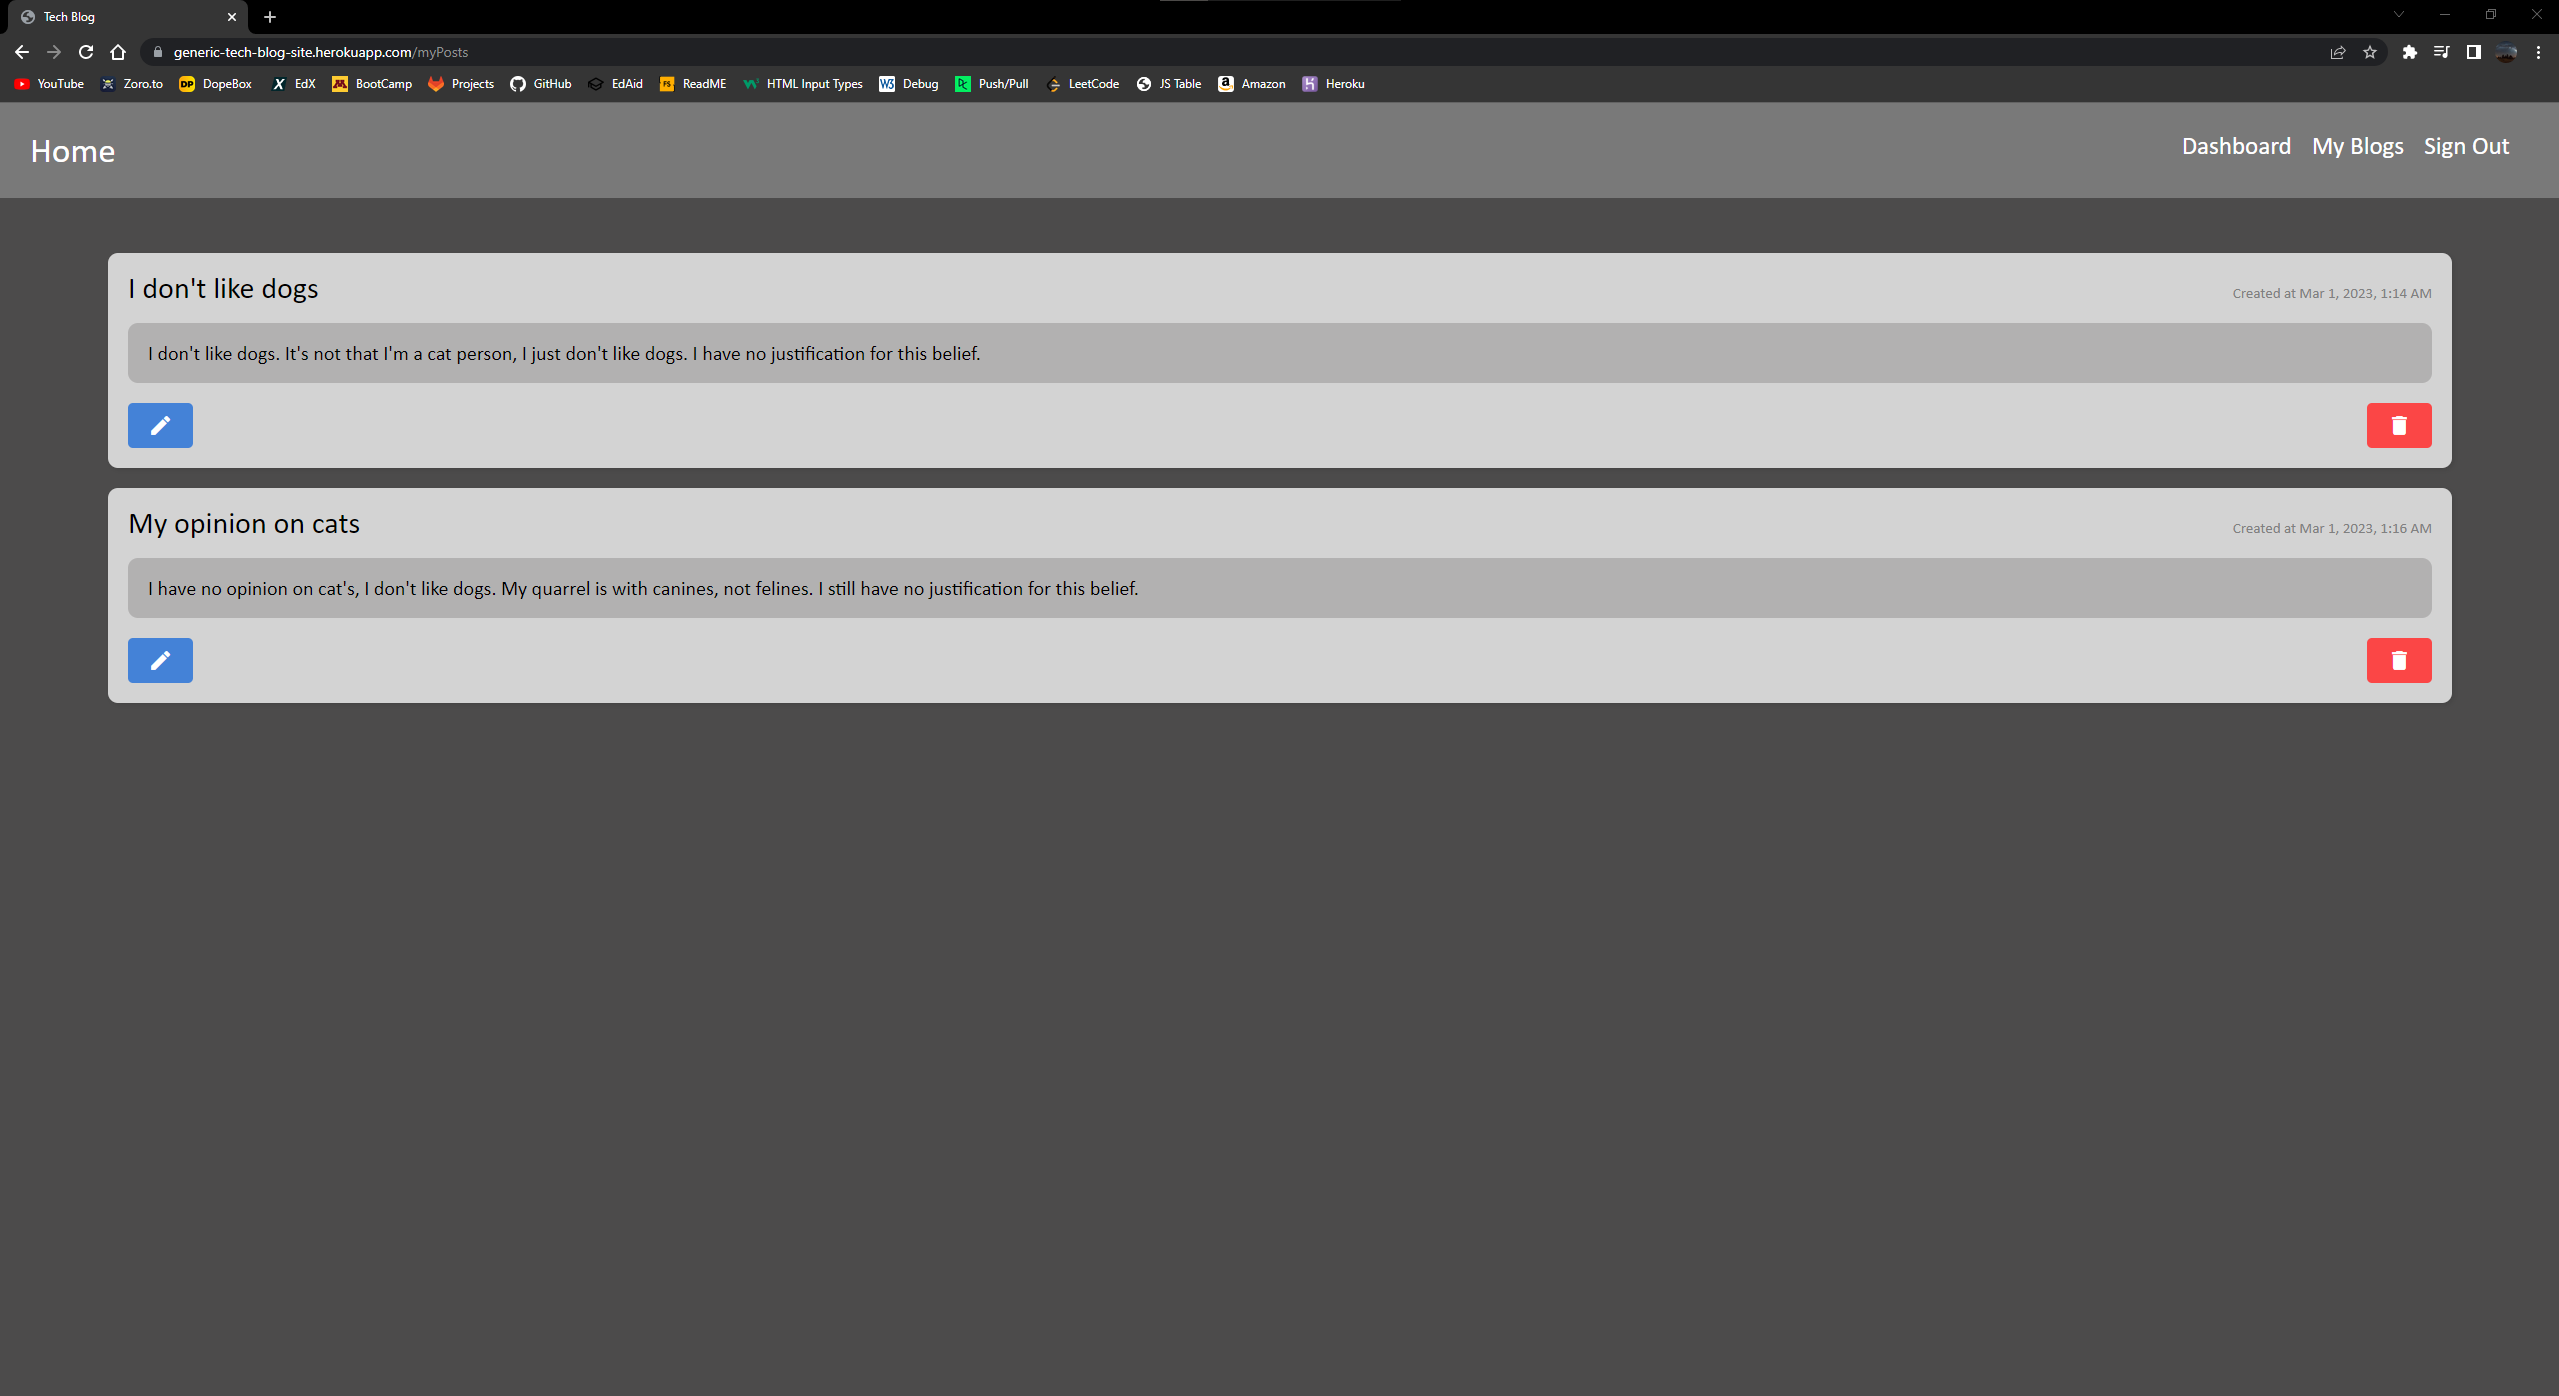 Tech Blog
generic-tech-blog-site.herokuapp.com/myPosts
YouTube Zoro.to DP DopeBox X EdX BootCamp Projects GitHub EdAid FS ReadME HTML Input Types W3 Debug Push/Pull LeetCode JS Table Amazon Heroku
Home Dashboard My Blogs Sign Out
I don't like dogs Created at Mar 1, 2023, 1:14 AM
I don't like dogs. It's not that I'm a cat person, I just don't like dogs. I have no justification for this belief.
My opinion on cats Created at Mar 1, 2023, 1:16 AM
I have no opinion on cat's, I don't like dogs. My quarrel is with canines, not felines. I still have no justification for this belief.